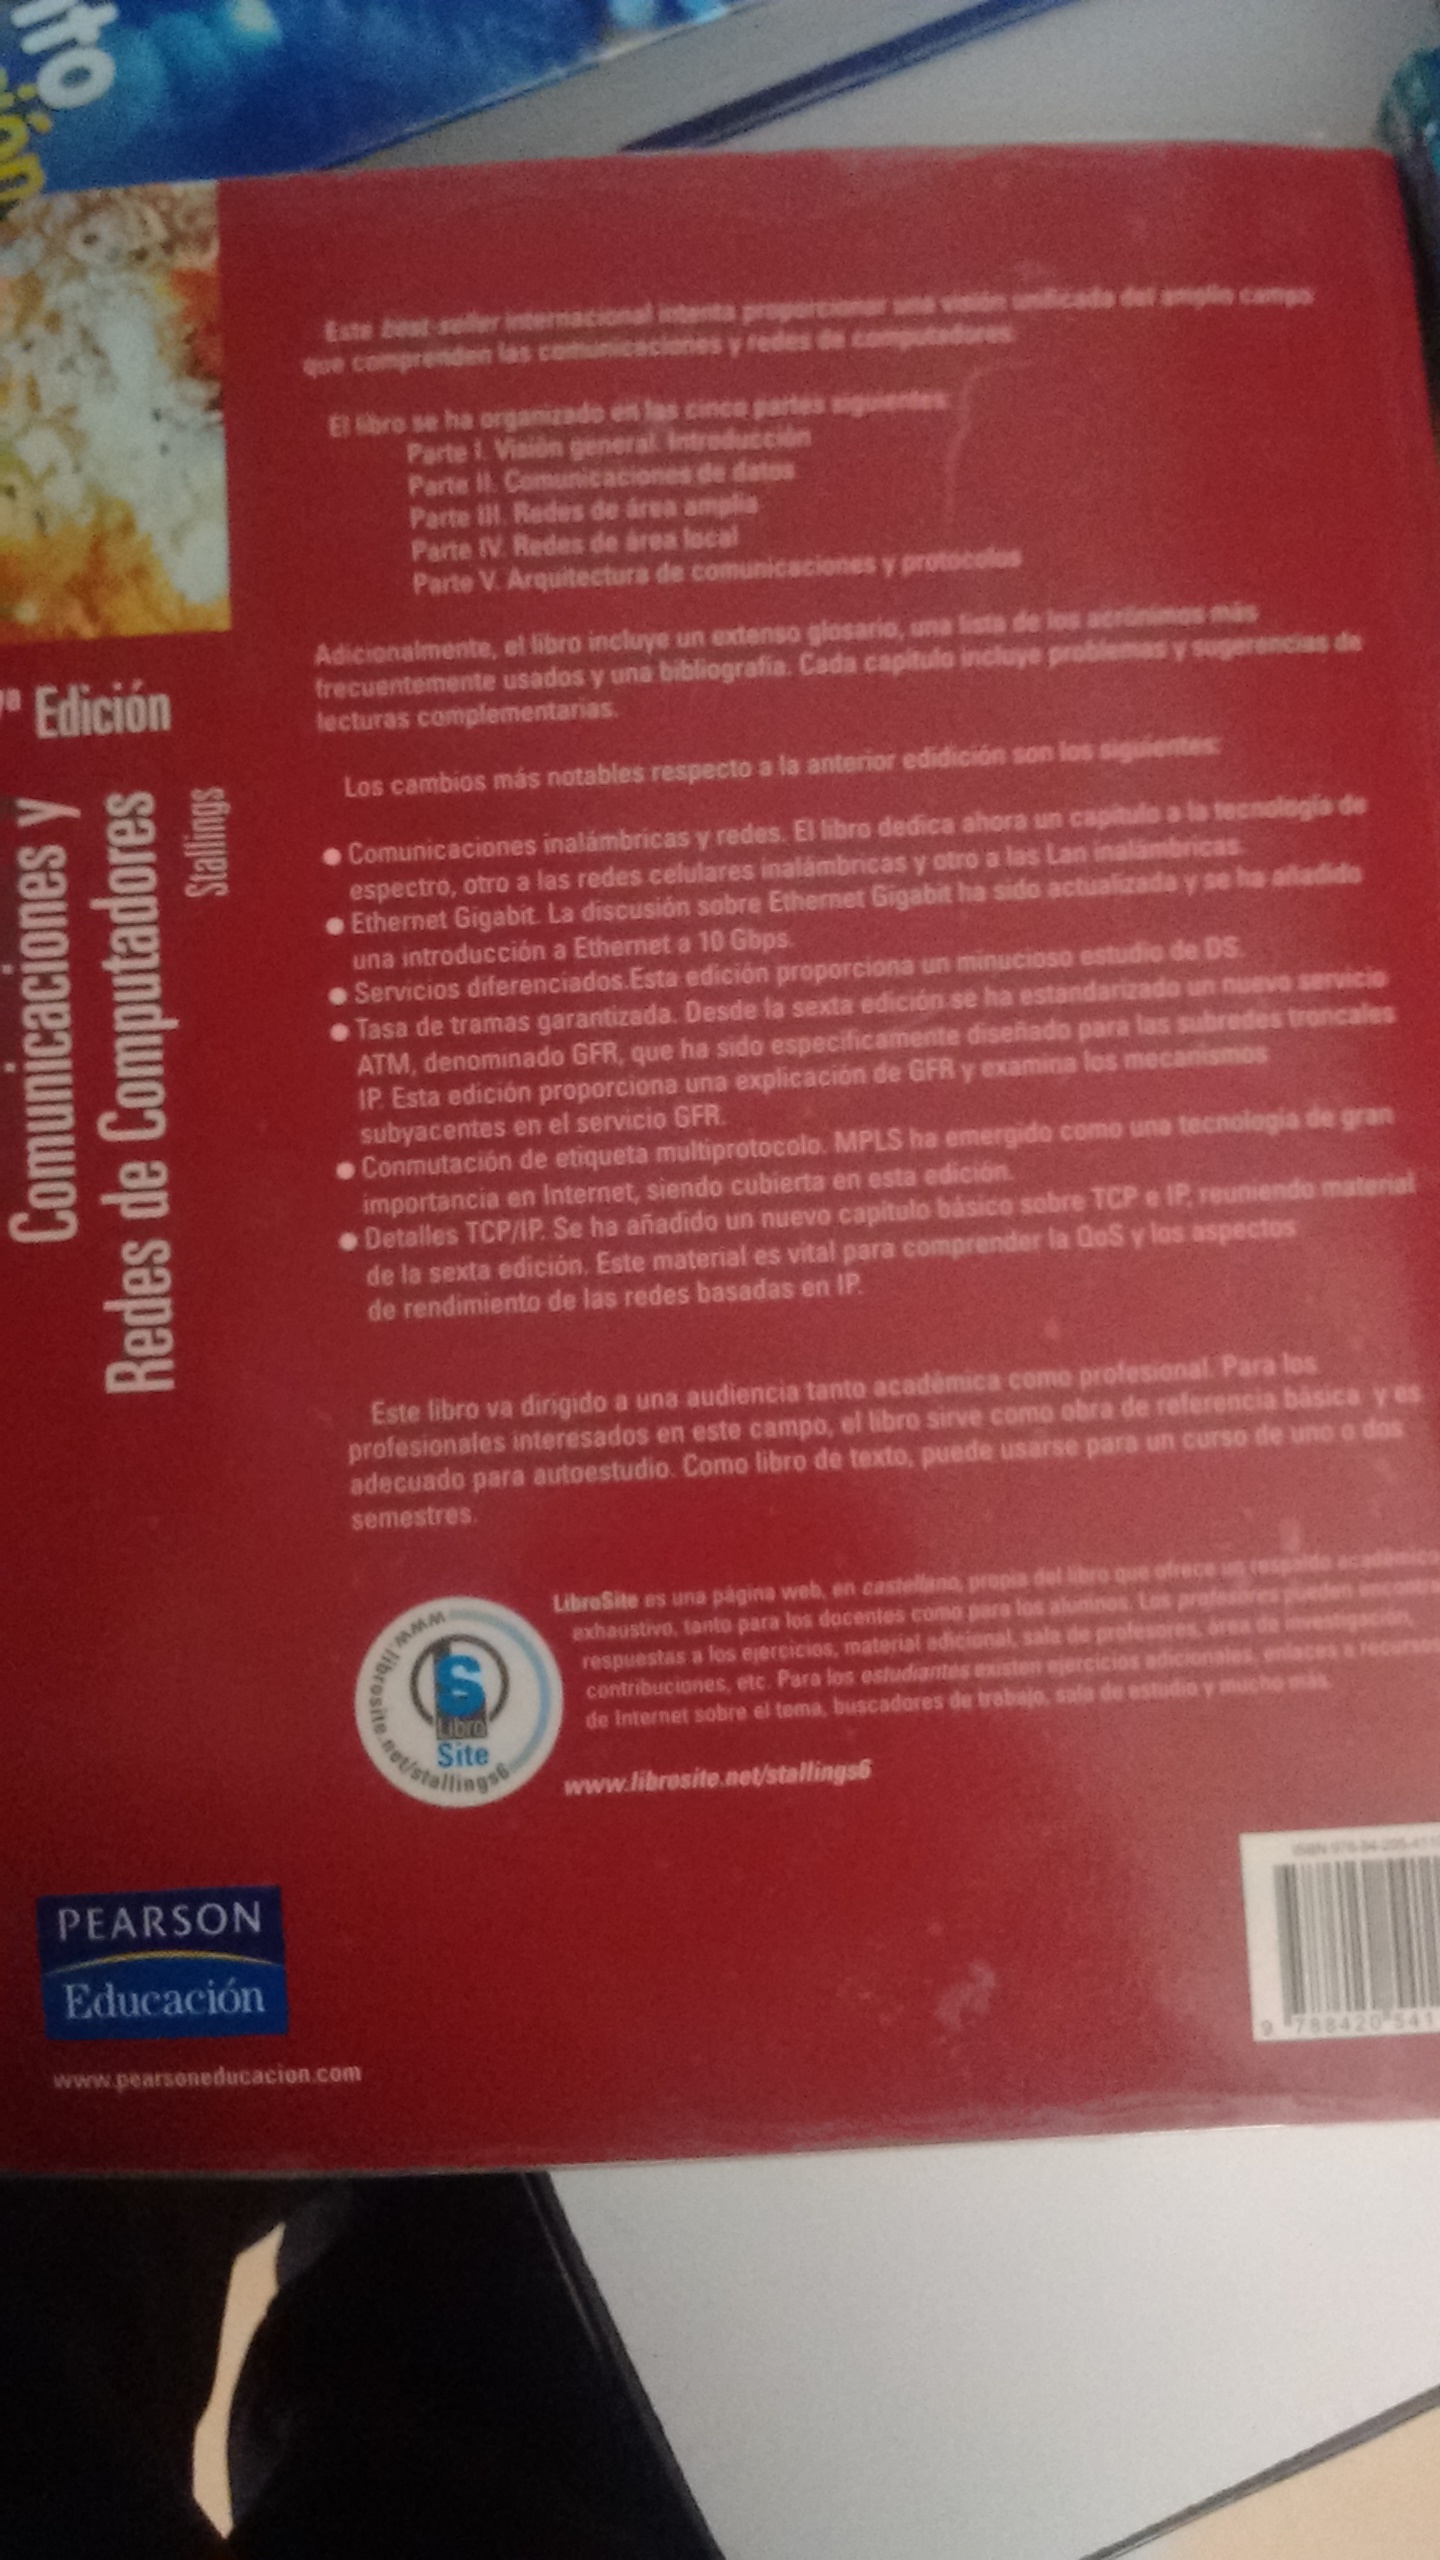 Edición
Comunicaciones y
Redes de Computadores
Stallings
Este best-seller internacional intenta proporcionar una visión unificada del amplio campo
que comprenden las comunicaciones y redes de computadores.
El libro se ha organizado en las cinco partes siguientes:
Parte I. Visión general. Introducción
Parte II. Comunicaciones de datos
Parte III. Redes de área amplia
Parte IV. Redes de área local
Parte V. Arquitectura de comunicaciones y protocolos
Adicionalmente, el libro incluye un extenso glosario, una lista de los acrónimos más
frecuentemente usados y una bibliografía. Cada capítulo incluye problemas y sugerencias de
lecturas complementarias.
Los cambios más notables respecto a la anterior edidición son los siguientes:
● Comunicaciones inalámbricas y redes. El libro dedica ahora un capítulo a la tecnología de
espectro, otro a las redes celulares inalámbricas y otro a las Lan inalámbricas.
● Ethernet Gigabit. La discusión sobre Ethernet Gigabit ha sido actualizada y se ha añadido
una introducción a Ethernet a 10 Gbps.
● Servicios diferenciados.Esta edición proporciona un minucioso estudio de DS.
● Tasa de tramas garantizada. Desde la sexta edición se ha estandarizado un nuevo servicio
ATM, denominado GFR, que ha sido específicamente diseñado para las subredes troncales
IP. Esta edición proporciona una explicación de GFR y examina los mecanismos
subyacentes en el servicio GFR.
● Conmutación de etiqueta multiprotocolo. MPLS ha emergido como una tecnología de gran
importancia en Internet, siendo cubierta en esta edición.
● Detalles TCP/IP. Se ha añadido un nuevo capítulo básico sobre TCP e IP, reuniendo material
de la sexta edición. Este material es vital para comprender la QoS y los aspectos
de rendimiento de las redes basadas en IP.
Este libro va dirigido a una audiencia tanto académica como profesional. Para los
profesionales interesados en este campo, el libro sirve como obra de referencia básica y es
adecuado para autoestudio. Como libro de texto, puede usarse para un curso de uno o dos
semestres.
LibroSite es una página web, en castellano, propia del libro que ofrece un respaldo académico
exhaustivo, tanto para los docentes como para los alumnos. Los profesores pueden encontra
respuestas a los ejercicios, material adicional, sala de profesores, área de investigación,
contribuciones, etc. Para los estudiantes existen ejercicios adicionales, enlaces a recursos
de Internet sobre el tema, buscadores de trabajo, sala de estudio y mucho más.
www.librosite.net/stallings6
S
Libro
Site
www.librosite.net/stallings6
PEARSON
Educación
www.pearsoneducacion.com
9 788420 541